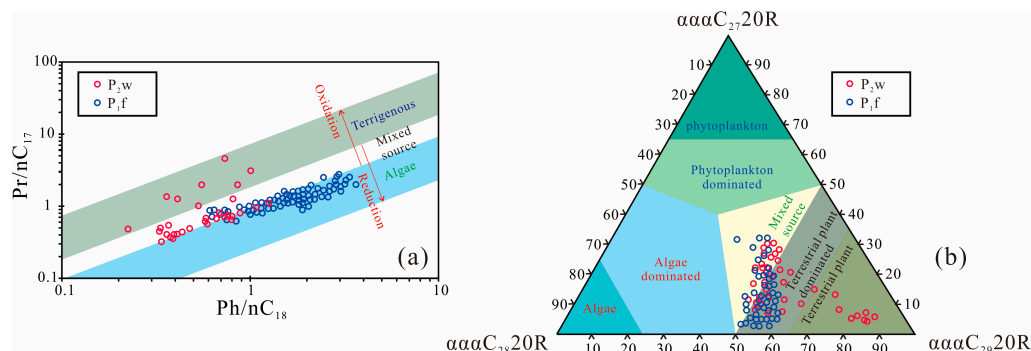 100
10
1
0.1
0.1
1
10
Pr/nC₁₇
Ph/nC₁₈
P₂w
P₁f
Oxidation
Terrigenous
Mixed
source
Algae
Reduction
(a)
αααC₂₇20R
10
20
30
40
50
60
70
80
90
90
80
70
60
50
40
30
20
10
P₂w
P₁f
phytoplankton
Phytoplankton
dominated
Mixed
source
Algae
dominated
Algae
Terrestrial plant
dominated
Terrestrial plant
(b)
αααC₂₈20R
αααC₂₉20R
10 20 30 40 50 60 70 80 90